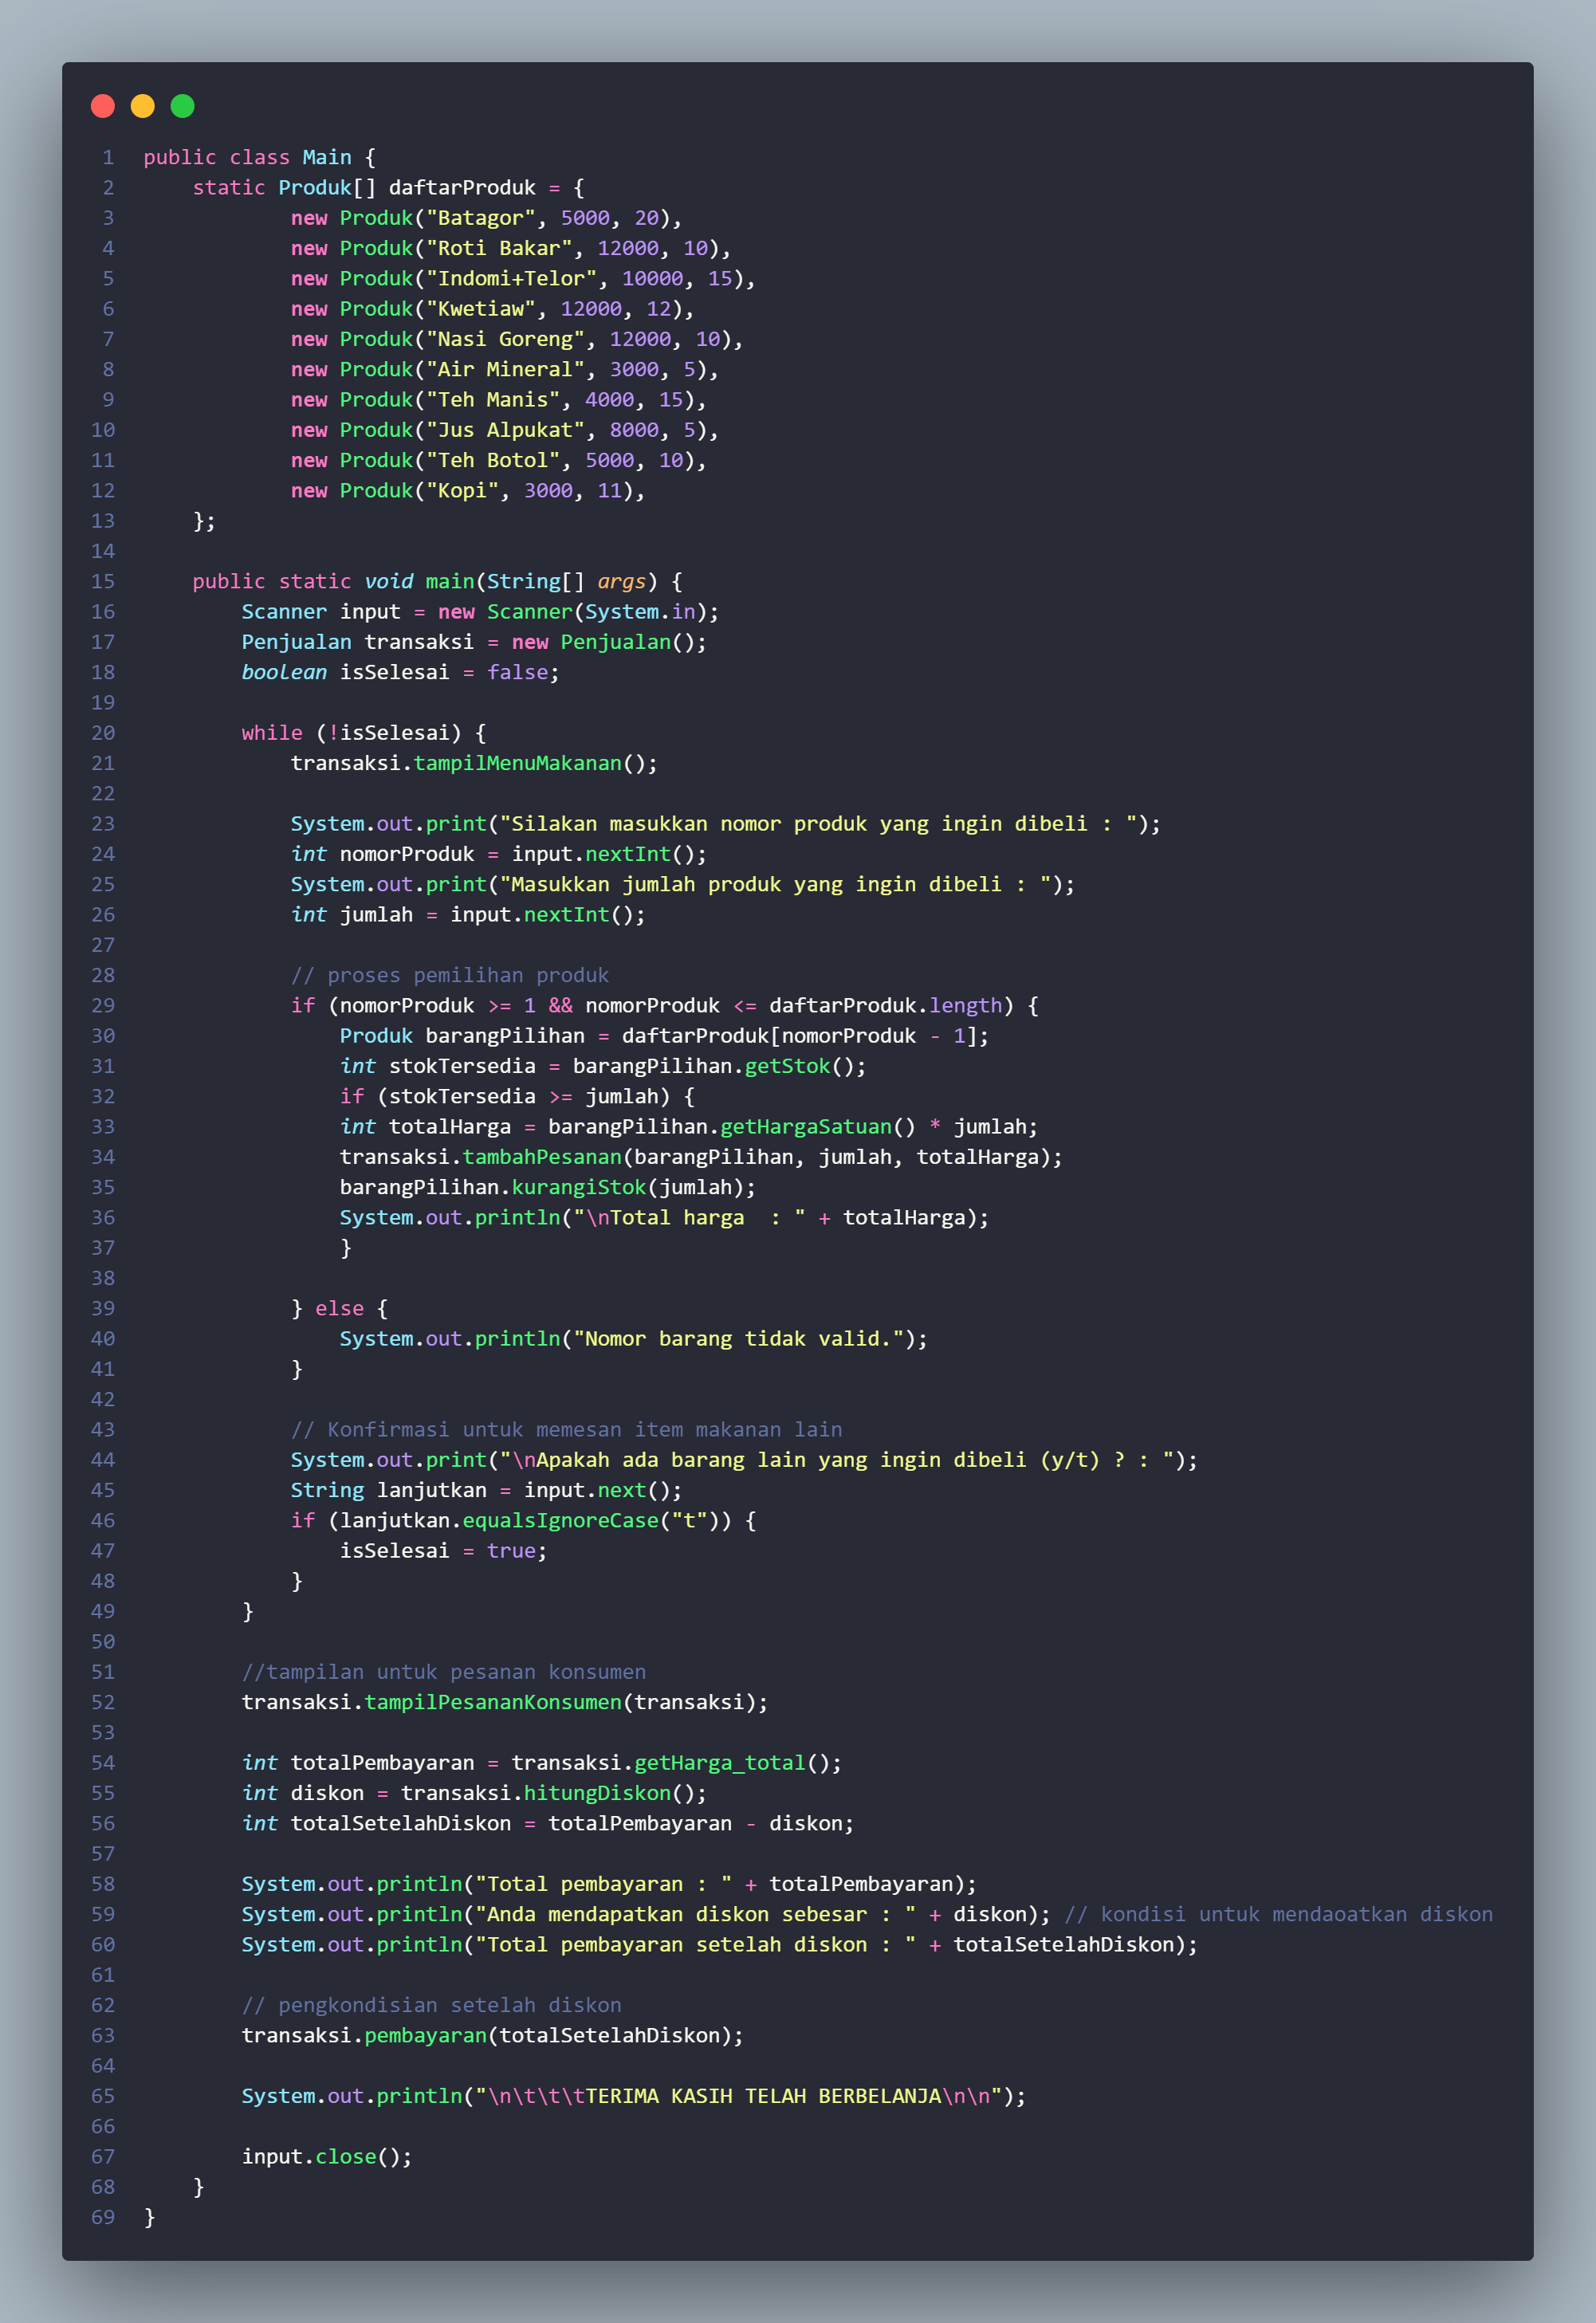 1 public class Main {
2 static Produk[] daftarProduk = {
3 new Produk("Batagor", 5000, 20),
4 new Produk("Roti Bakar", 12000, 10),
5 new Produk("Indomi+Telor", 10000, 15),
6 new Produk("Kwetiaw", 12000, 12),
7 new Produk("Nasi Goreng", 12000, 10),
8 new Produk("Air Mineral", 3000, 5),
9 new Produk("Teh Manis", 4000, 15),
10 new Produk("Jus Alpukat", 8000, 5),
11 new Produk("Teh Botol", 5000, 10),
12 new Produk("Kopi", 3000, 11),
13 };
14
15 public static void main(String[] args) {
16 Scanner input = new Scanner(System.in);
17 Penjualan transaksi = new Penjualan();
18 boolean isSelesai = false;
19
20 while (!isSelesai) {
21 transaksi.tampilMenuMakanan();
22
23 System.out.print("Silakan masukkan nomor produk yang ingin dibeli : ");
24 int nomorProduk = input.nextInt();
25 System.out.print("Masukkan jumlah produk yang ingin dibeli : ");
26 int jumlah = input.nextInt();
27
28 // proses pemilihan produk
29 if (nomorProduk >= 1 && nomorProduk <= daftarProduk.length) {
30 Produk barangPilihan = daftarProduk[nomorProduk - 1];
31 int stokTersedia = barangPilihan.getStok();
32 if (stokTersedia >= jumlah) {
33 int totalHarga = barangPilihan.getHargaSatuan() * jumlah;
34 transaksi.tambahPesanan(barangPilihan, jumlah, totalHarga);
35 barangPilihan.kurangiStok(jumlah);
36 System.out.println("\nTotal harga  : " + totalHarga);
37 }
38
39 } else {
40 System.out.println("Nomor barang tidak valid.");
41 }
42
43 // Konfirmasi untuk memesan item makanan lain
44 System.out.print("\nApakah ada barang lain yang ingin dibeli (y/t) ? : ");
45 String lanjutkan = input.next();
46 if (lanjutkan.equalsIgnoreCase("t")) {
47 isSelesai = true;
48 }
49 }
50
51 //tampilan untuk pesanan konsumen
52 transaksi.tampilPesananKonsumen(transaksi);
53
54 int totalPembayaran = transaksi.getHarga_total();
55 int diskon = transaksi.hitungDiskon();
56 int totalSetelahDiskon = totalPembayaran - diskon;
57
58 System.out.println("Total pembayaran : " + totalPembayaran);
59 System.out.println("Anda mendapatkan diskon sebesar : " + diskon); // kondisi untuk mendaoatkan diskon
60 System.out.println("Total pembayaran setelah diskon : " + totalSetelahDiskon);
61
62 // pengkondisian setelah diskon
63 transaksi.pembayaran(totalSetelahDiskon);
64
65 System.out.println("\n\t\t\tTERIMA KASIH TELAH BERBELANJA\n\n");
66
67 input.close();
68 }
69 }